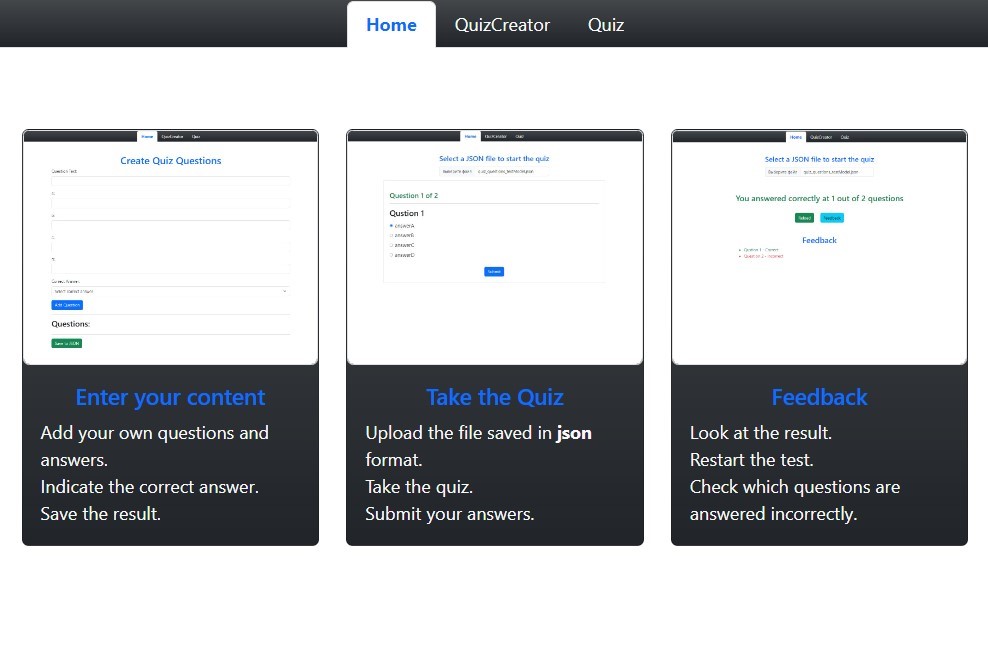 Home QuizCreator Quiz
Home QuizCreator Quiz
Create Quiz Questions
Question Text:
Select correct answer
Add Question
Questions:
Save to JSON
Enter your content
Add your own questions and
answers.
Indicate the correct answer.
Save the result.
Home QuizCreator Quiz
Select a JSON file to start the quiz
Question 1 of 2
Qustion 1
answerA
answerB
answerC
answerD
Submit
Take the Quiz
Upload the file saved in json
format.
Take the quiz.
Submit your answers.
Home QuizCreator Quiz
Select a JSON file to start the quiz
You answered correctly at 1 out of 2 questions
Reload Feedback
Feedback
Question 1 - Correct
Question 2 - Incorrect
Feedback
Look at the result.
Restart the test.
Check which questions are
answered incorrectly.